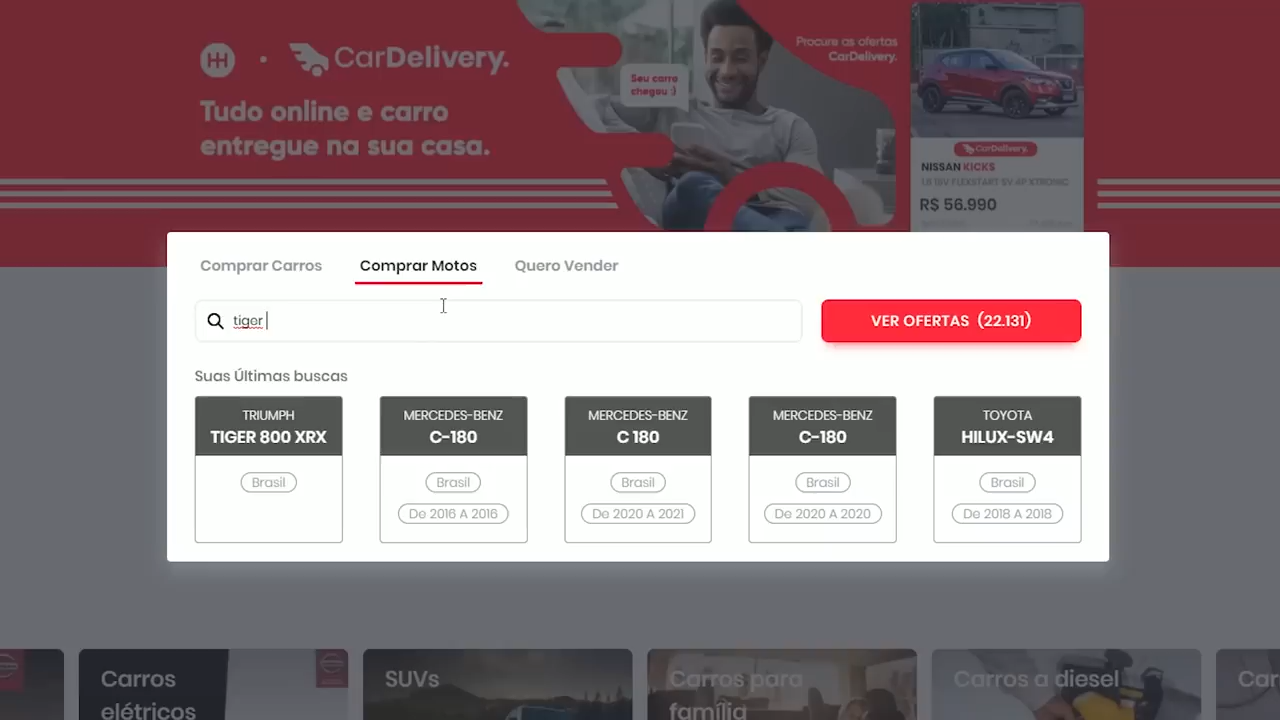 CarDelivery.
Tudo online e carro
entregue na sua casa.
Seu carro
chegou :)
Procure as ofertas
CarDelivery.
CarDelivery.
NISSAN KICKS
R$ 56.990
Comprar Carros
Comprar Motos
Quero Vender
tiger
VER OFERTAS (22.131)
Suas Últimas buscas
TRIUMPH
TIGER 800 XRX
Brasil
MERCEDES-BENZ
C-180
Brasil
De 2016 A 2016
MERCEDES-BENZ
C 180
Brasil
De 2020 A 2021
MERCEDES-BENZ
C-180
Brasil
De 2020 A 2020
TOYOTA
HILUX-SW4
Brasil
De 2018 A 2018
Carros
elétricos
SUVs
Carros para
família
Carros a diesel
Car